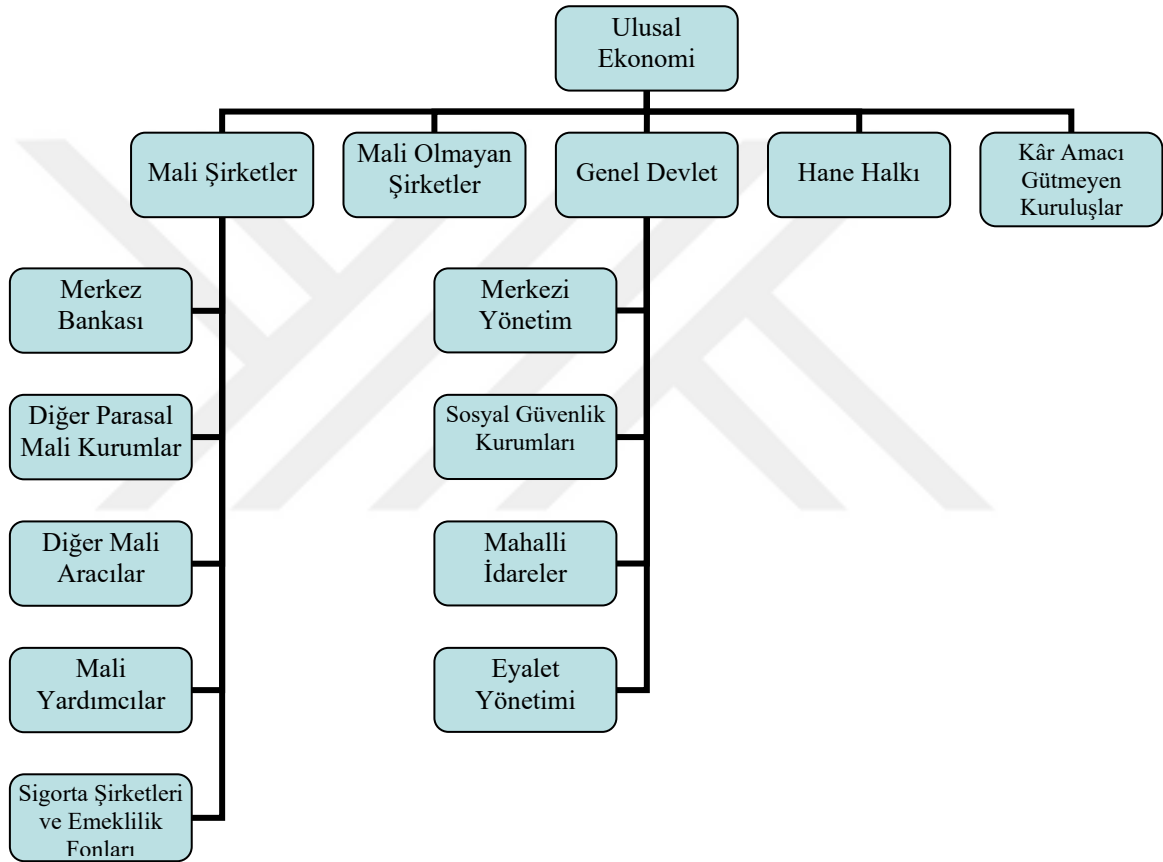 Ulusal
Ekonomi
Mali Şirketler
Mali Olmayan
Şirketler
Genel Devlet
Hane Halkı
Kâr Amacı
Gütmeyen
Kuruluşlar
Merkez
Bankası
Diğer Parasal
Mali Kurumlar
Diğer Mali
Aracılar
Mali
Yardımcılar
Sigorta Şirketleri
ve Emeklilik
Fonları
Merkezi
Yönetim
Sosyal Güvenlik
Kurumları
Mahalli
İdareler
Eyalet
Yönetimi